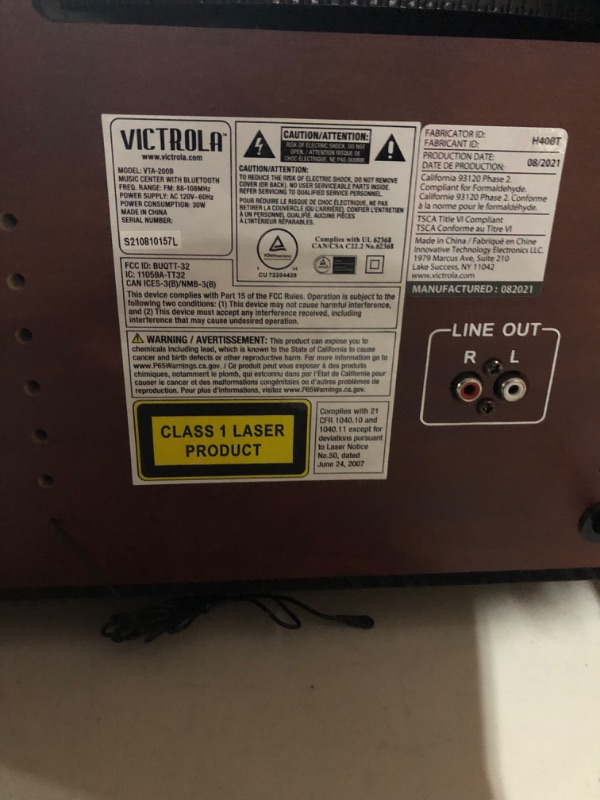 VICTROLA
www.victrola.com
MODEL: VTA-200B
MUSIC CENTER WITH BLUETOOTH
FREQ. RANGE: FM: 88-108MHz
POWER SUPPLY: AC 120V~60Hz
POWER CONSUMPTION: 30W
MADE IN CHINA
SERIAL NUMBER:
S210810157L
CAUTION/ATTENTION:
RISK OF ELECTRIC SHOCK, DO NOT
OPEN / ATTENTION RISQUE DE
CHOC ÉLECTRIQUE, NE PAS OUVRIR
CAUTION/ATTENTION:
TO REDUCE THE RISK OF ELECTRIC SHOCK, DO NOT REMOVE
COVER (OR BACK). NO USER SERVICEABLE PARTS INSIDE.
REFER SERVICING TO QUALIFIED SERVICE PERSONNEL.
POUR RÉDUIRE LE RISQUE DE CHOC ÉLECTRIQUE, NE PAS
RETIRER LA COUVERCLE (OU L'ARRIÈRE). CONFIER L'ENTRETIEN
À UN PERSONNEL QUALIFIÉ, AUCUNE PIÈCES
À L'INTÉRIEUR RÉPARABLES.
Complies with UL 62368
CAN/CSA C22.2 No.62368
CU 72204429
FCC ID: BUQTT-32
IC: 11059A-TT32
CAN ICES-3(B)/NMB-3(B)
This device complies with Part 15 of the FCC Rules. Operation is subject to the
following two conditions: (1) This device may not cause harmful interference,
and (2) This device must accept any interference received, including
interference that may cause undesired operation.
WARNING / AVERTISSEMENT: This product can expose you to
chemicals including lead, which is known to the State of California to cause
cancer and birth defects or other reproductive harm. For more information go to
www.P65Warnings.ca.gov. / Ce produit peut vous exposer à des produits
chimiques, notamment le plomb, qui estconnu dans par l'État de Californie pour
causer le cancer et des malformations congénitales ou d'autres problèmes de
reproduction. Pour plus d'informations, visitez www.P65Warnings.ca.gov.
CLASS 1 LASER
PRODUCT
Complies with 21
CFR 1040.10 and
1040.11 except for
deviations pursuant
to Laser Notice
No.50, dated
June 24, 2007
FABRICATOR ID:
FABRICANT ID: H40BT
PRODUCTION DATE:
DATE DE PRODUCTION: 08/2021
California 93120 Phase 2.
Compliant for Formaldehyde.
California 93120 Phase 2. Conforme
à la norme pour le formaldéhyde.
TSCA Title VI Compliant
TSCA Conforme au Titre VI
Made in China / Fabriqué en Chine
Innovative Technology Electronics LLC.
1979 Marcus Ave, Suite 210
Lake Success, NY 11042
www.victrola.com
MANUFACTURED : 082021
LINE OUT
R L